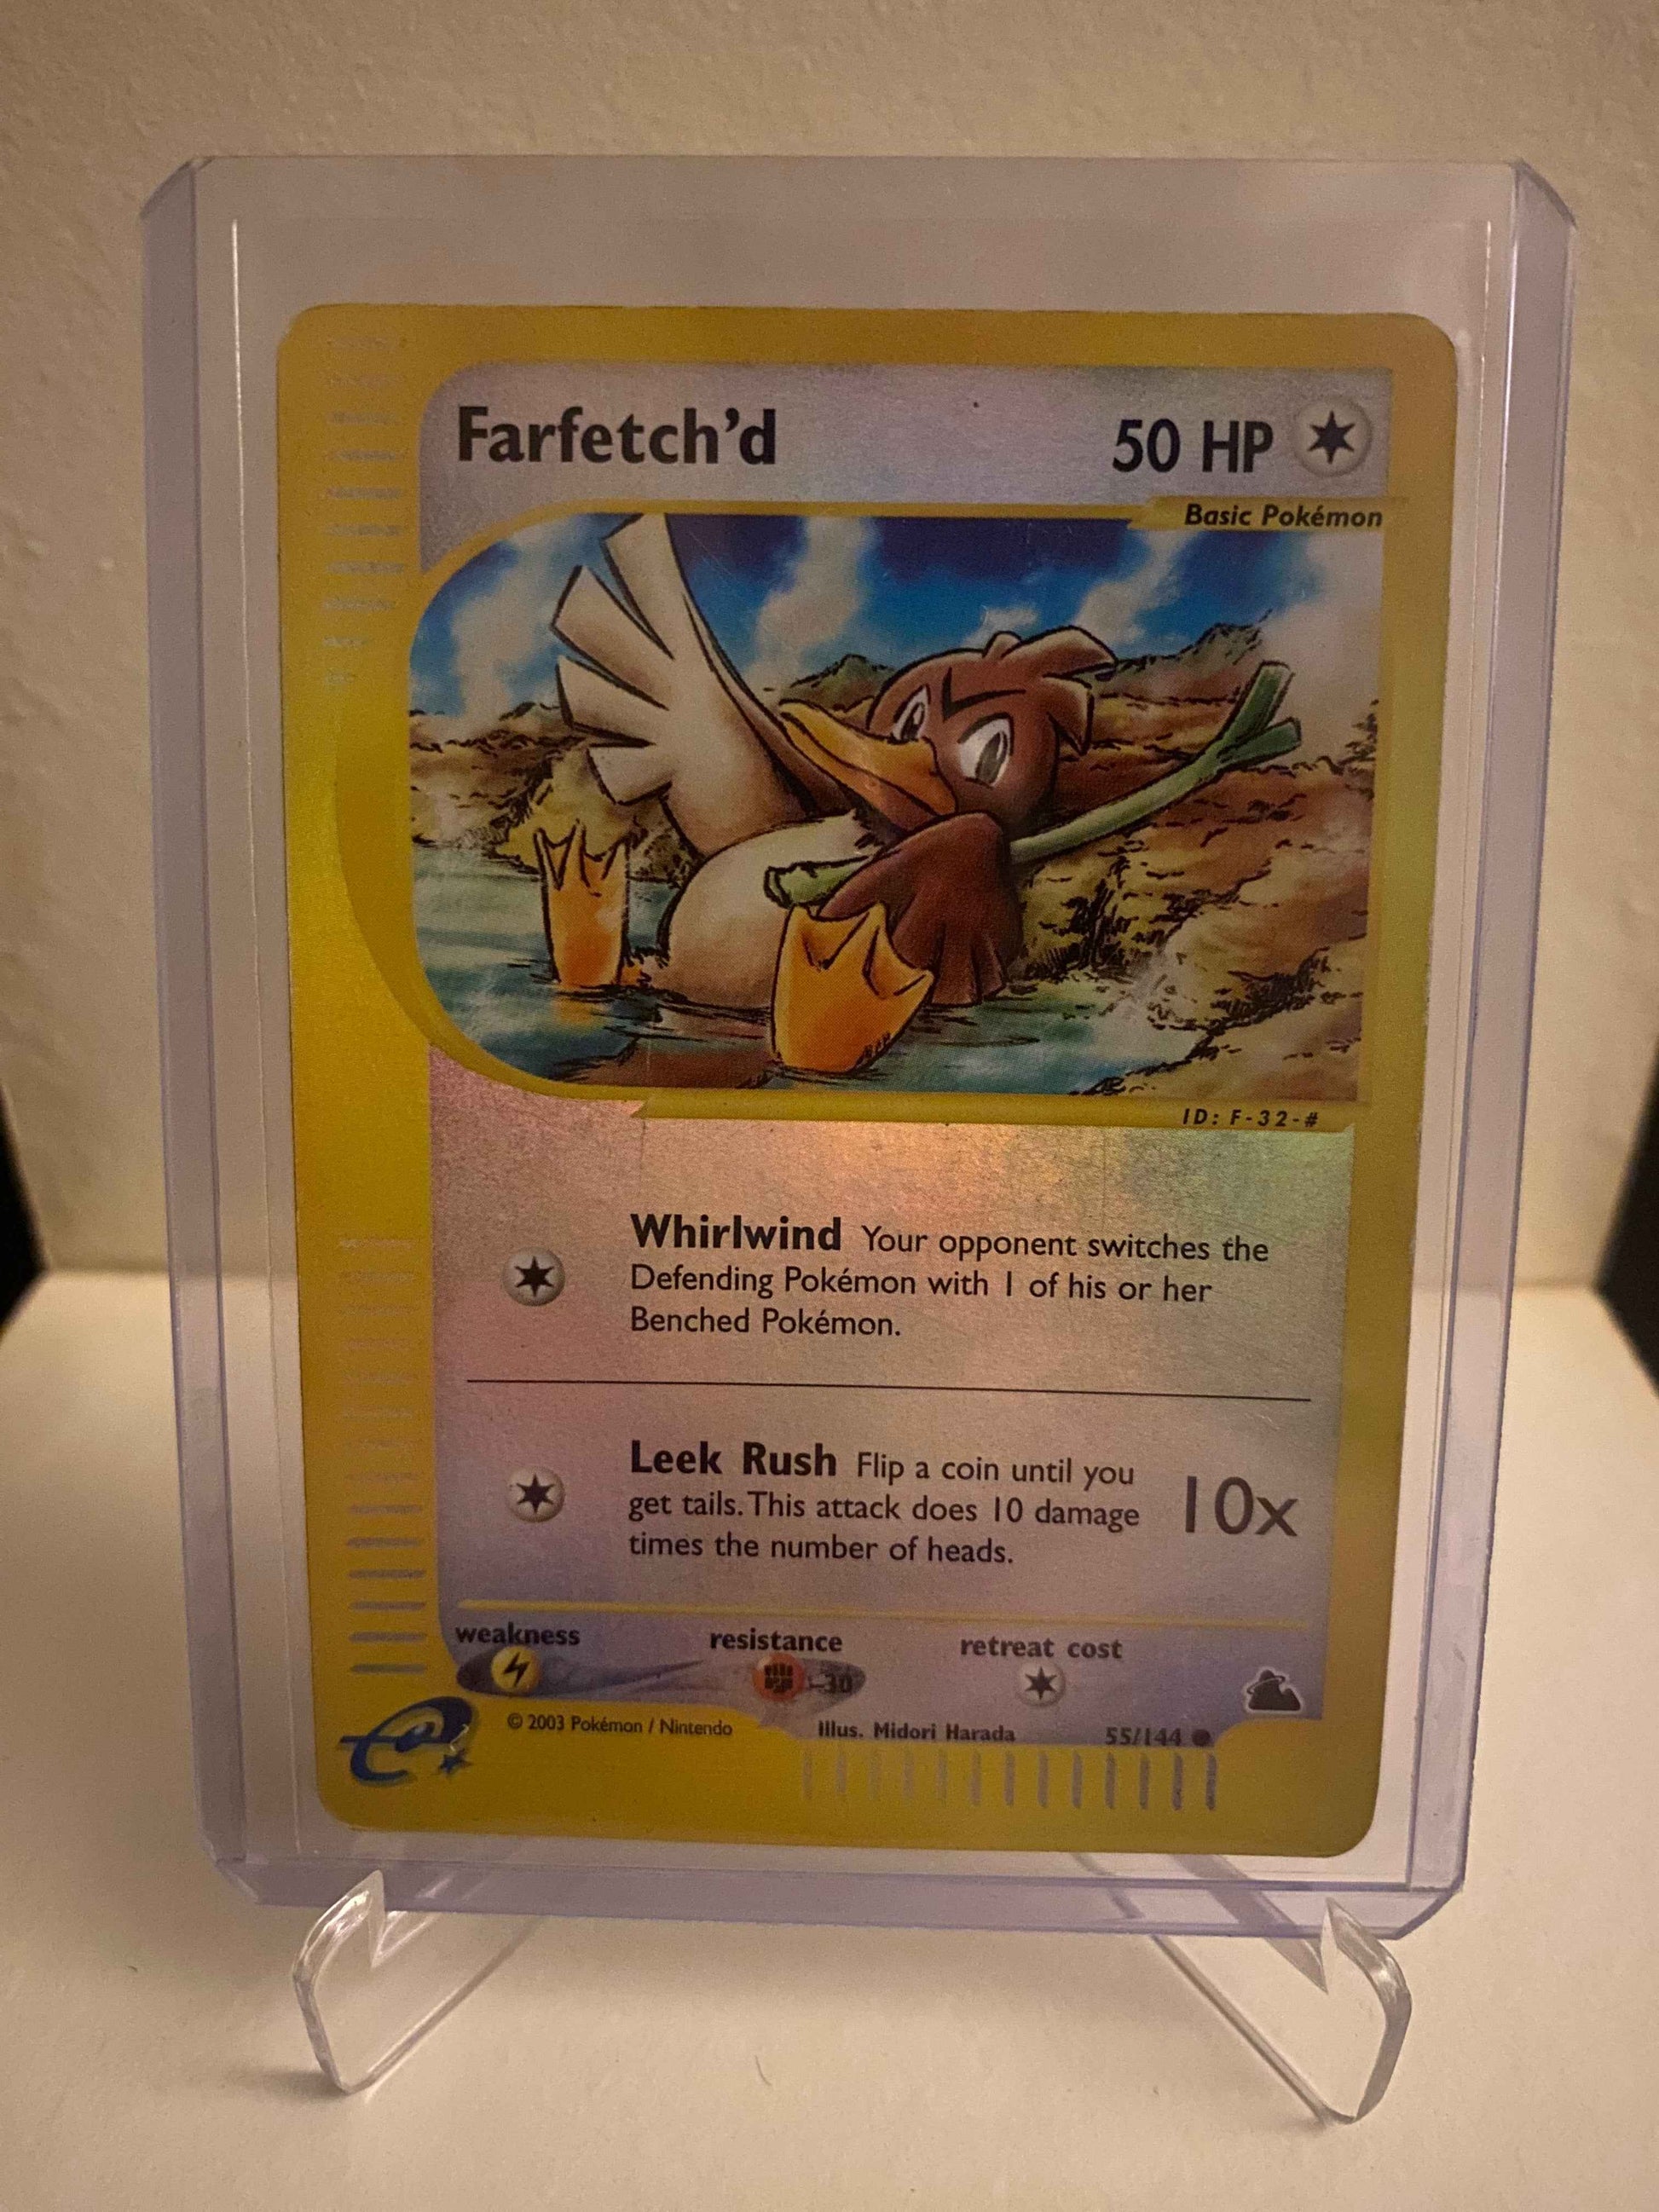 Farfetch'd 50 HP
Basic Pokémon
ID: F-32-#
Whirlwind Your opponent switches the
Defending Pokémon with 1 of his or her
Benched Pokémon.
Leek Rush Flip a coin until you
get tails. This attack does 10 damage
times the number of heads.
10x
weakness resistance retreat cost
-30
e
© 2003 Pokémon / Nintendo Illus. Midori Harada 55/144